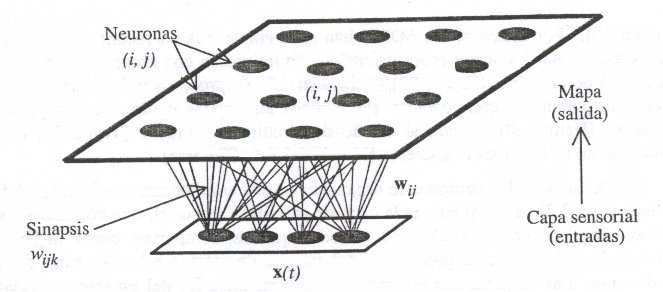 Neuronas
(i, j)
(i, j)
Mapa
(salida)
w_ij
Sinapsis
w_ijk
Capa sensorial
(entradas)
x(t)